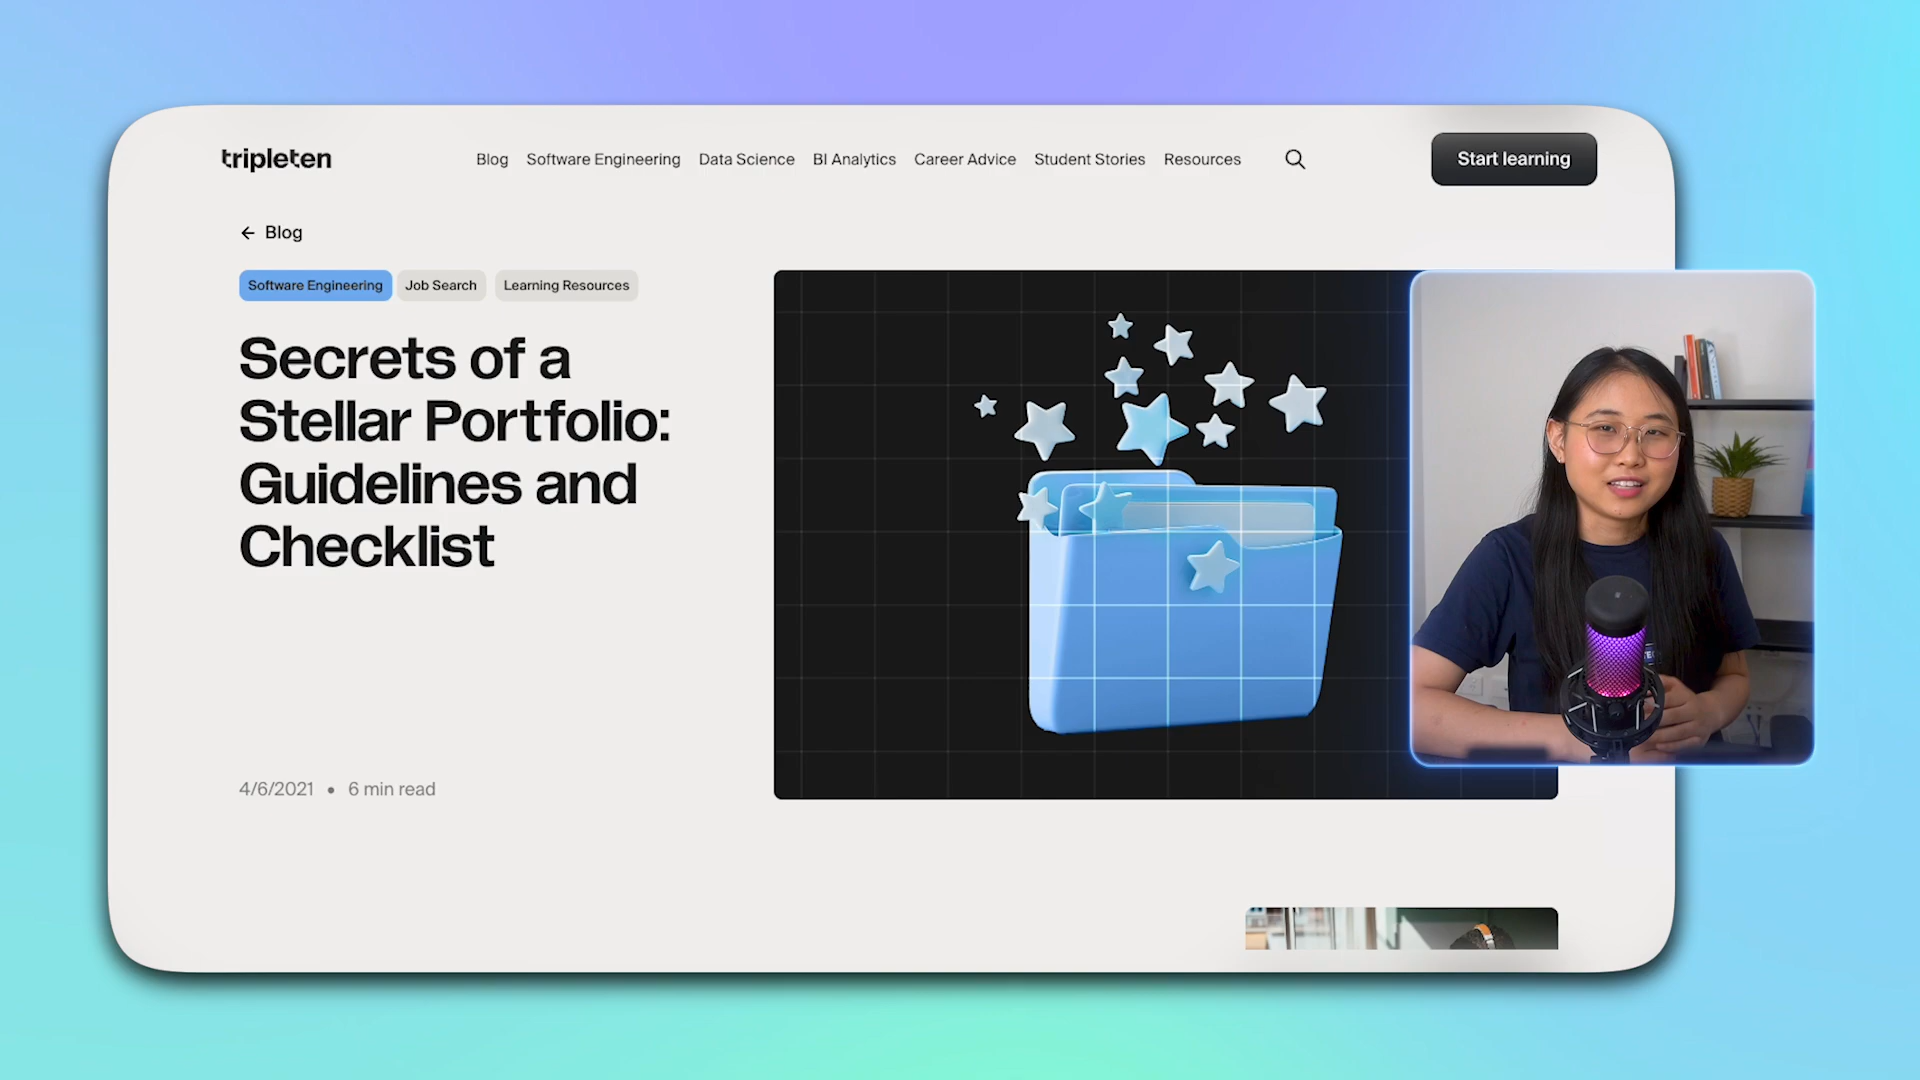 tripleten
Blog Software Engineering Data Science BI Analytics Career Advice Student Stories Resources
Start learning
← Blog
Software Engineering Job Search Learning Resources
Secrets of a
Stellar Portfolio:
Guidelines and
Checklist
4/6/2021 • 6 min read